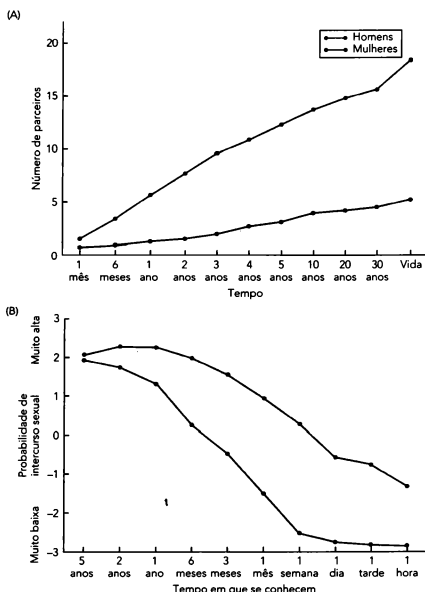 (A)
Homens
Mulheres
Número de parceiros
20
15
10
5
0
1 6 1 2 3 4 5 10 20 30 Vida
mês meses ano anos anos anos anos anos anos anos
Tempo
(B)
Probabilidade de
intercurso sexual
Muito alta
Muito baixa
3
2
1
0
−1
−2
−3
5 2 1 6 3 1 1 1 1 1
anos anos ano meses meses mês semana dia tarde hora
Tempo em que se conhecem